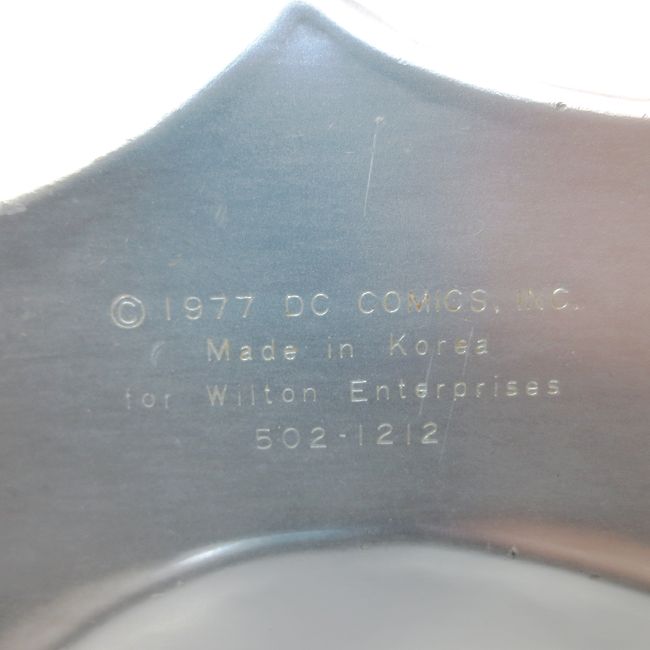 © 1977 DC COMICS, INC.
Made in Korea
for Wilton Enterprises
502-1212